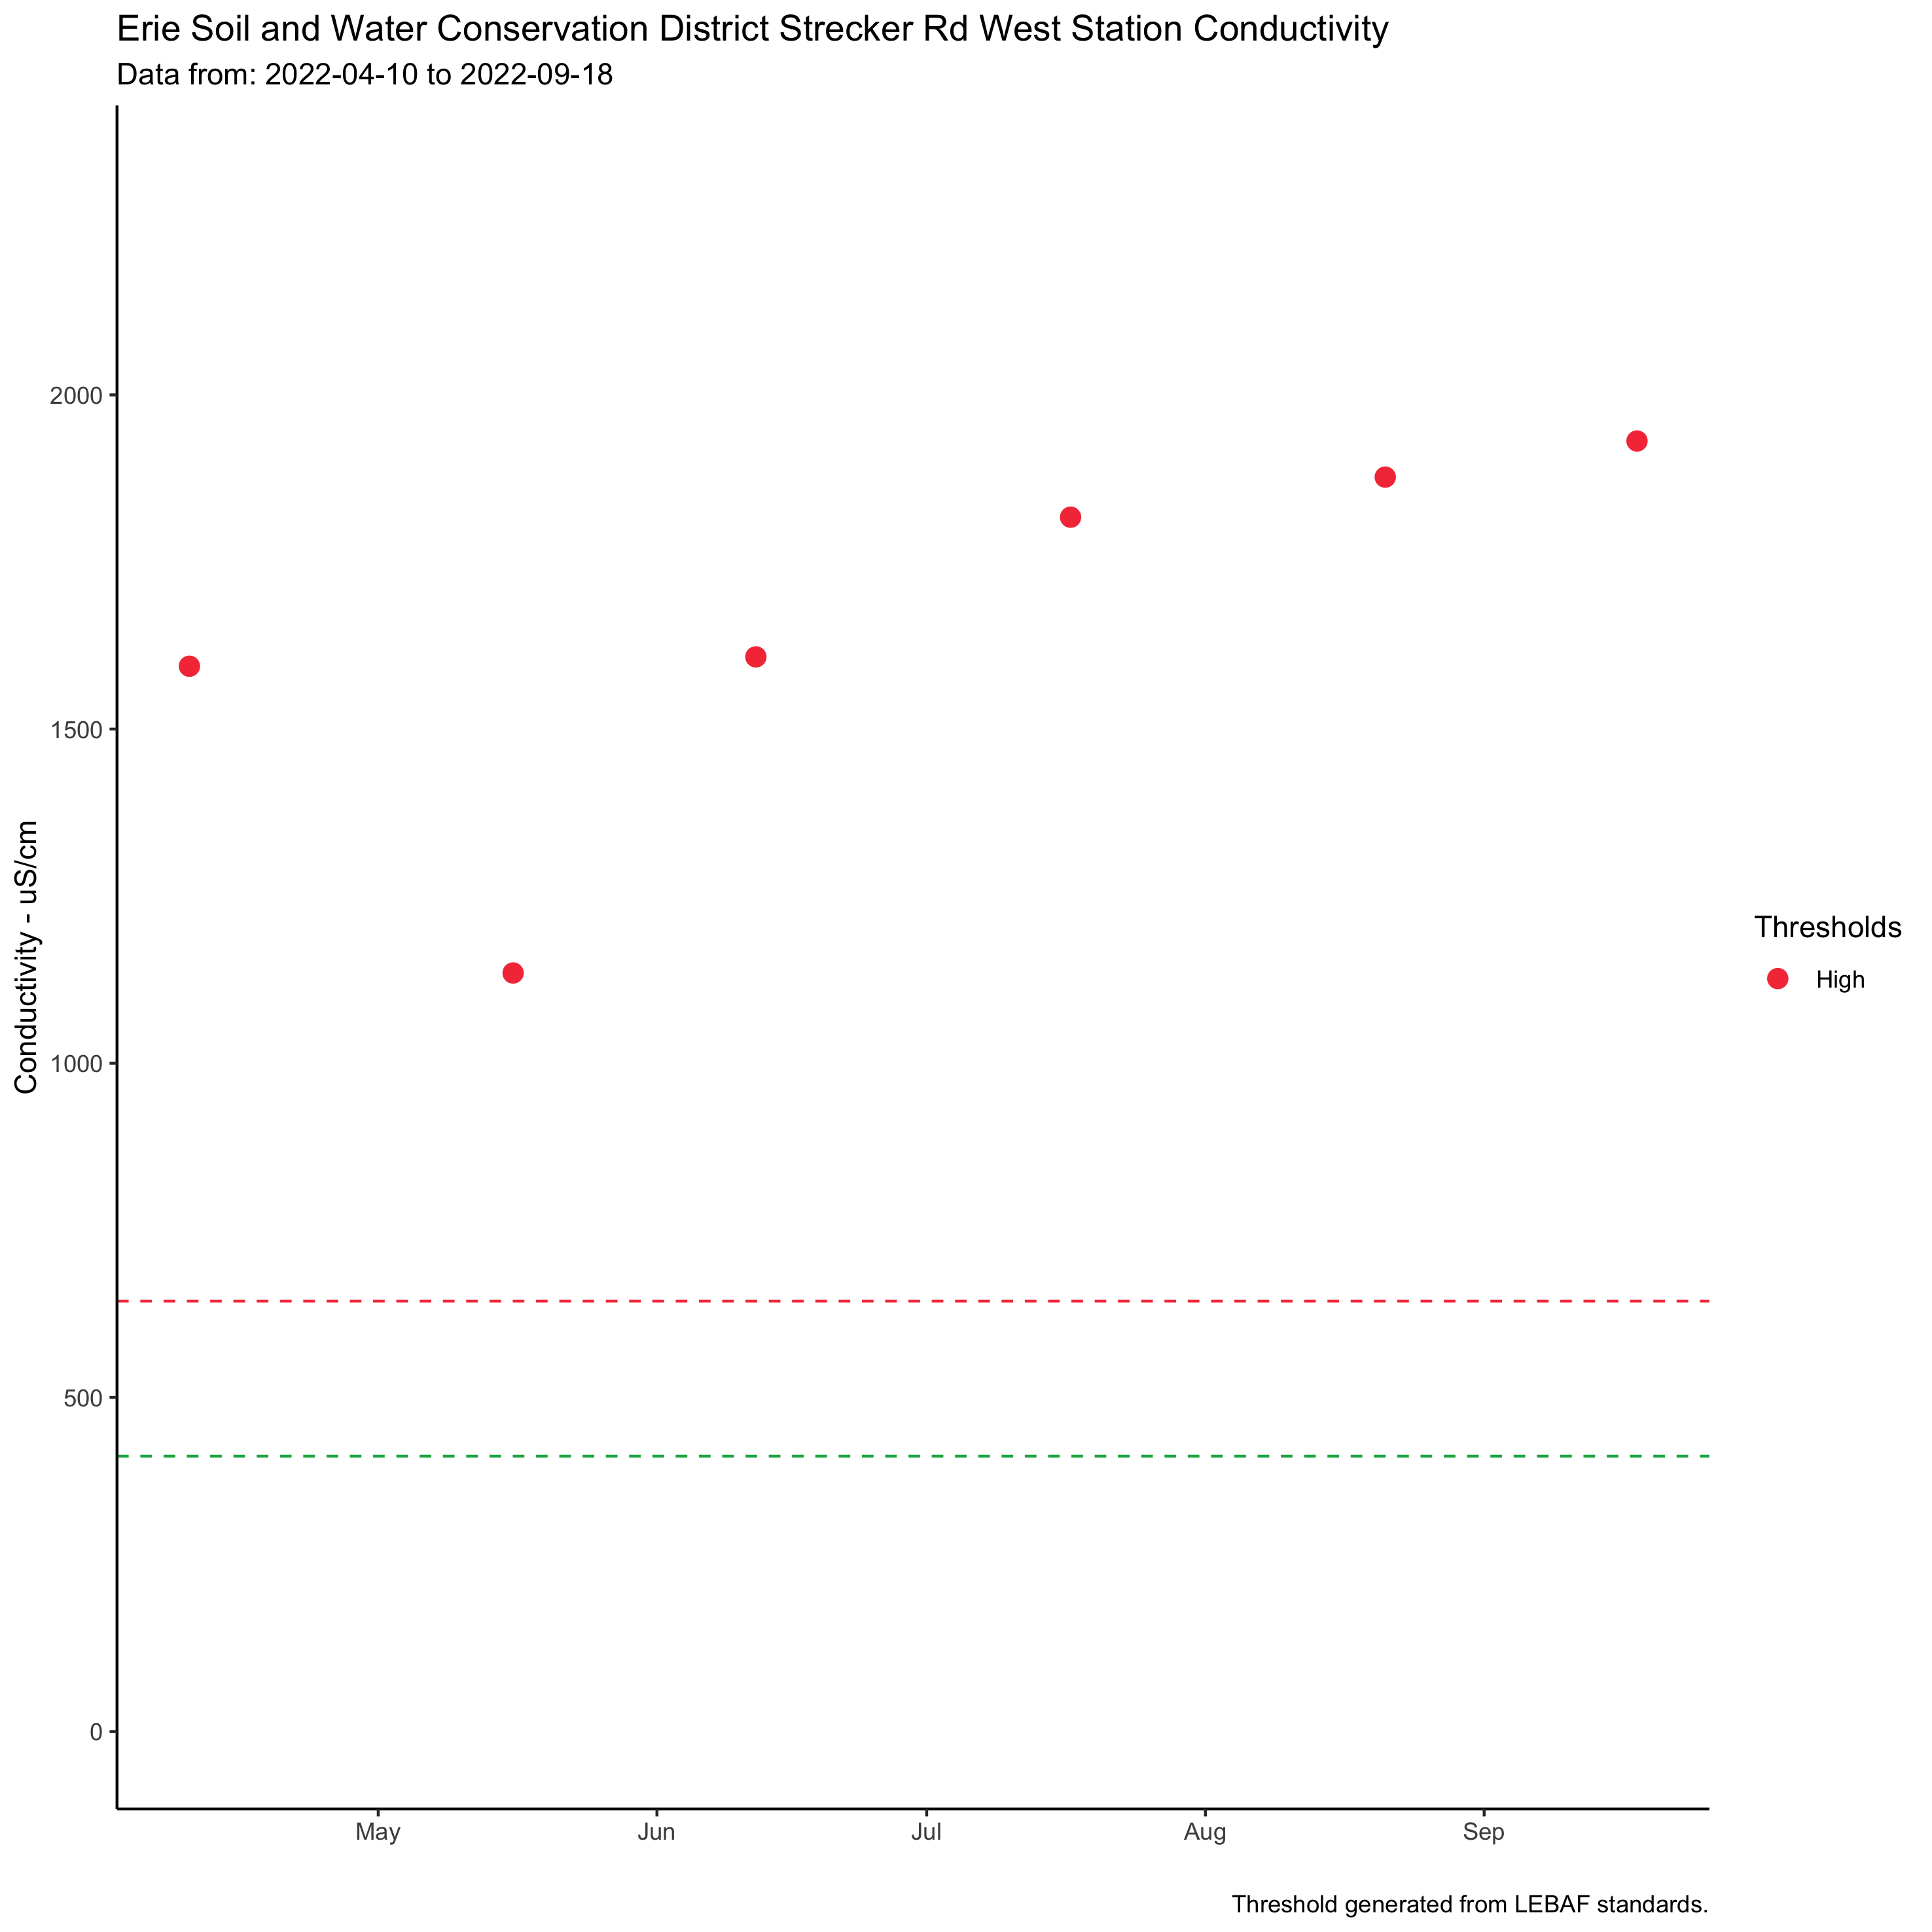 Erie Soil and Water Conservation District Strecker Rd West Station Conductivity
Data from: 2022-04-10 to 2022-09-18
Conductivity - uS/cm
2000
1500
1000
500
0
May Jun Jul Aug Sep
Thresholds
High
Threshold generated from LEBAF standards.